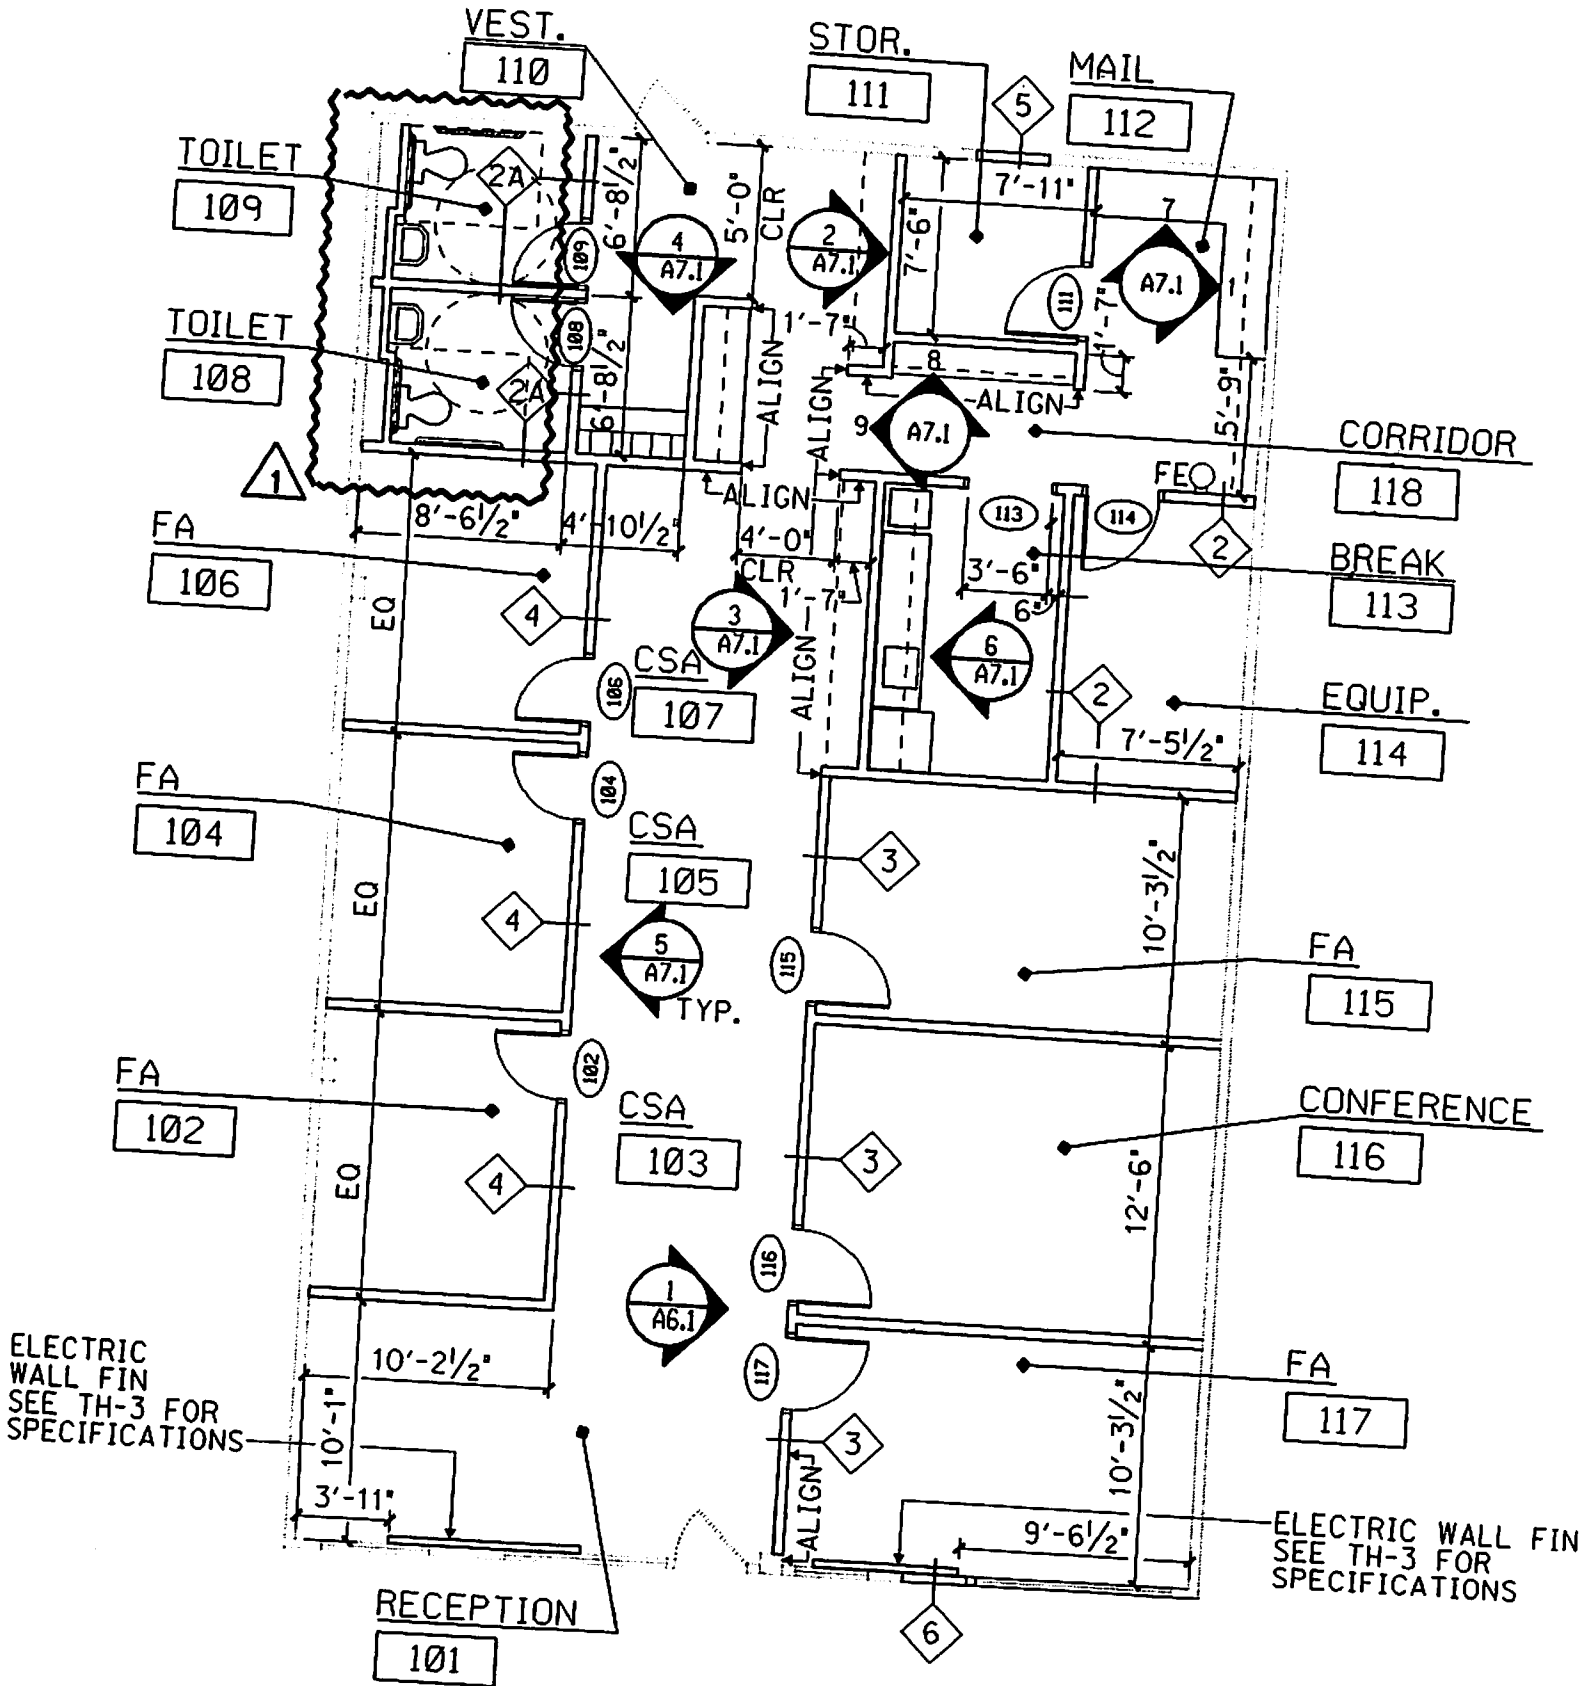 VEST.
110
STOR.
111
MAIL
112
5
TOILET
109
2A
6'-8 1/2"
5'-0"
CLR
7'-11"
7'-6"
7
4
A7.1
2
A7.1
A7.1
1
109
111
TOILET
108
108
2A
6'-8 1/2"
1'-7"
1'-7"
8
ALIGN
ALIGN
ALIGN
9
A7.1
5'-9"
CORRIDOR
118
1
FE
ALIGN
8'-6 1/2"
4'-10 1/2"
4'-0"
CLR
113
114
2
FA
106
3'-6"
BREAK
113
1'-7"
6"
EQ
4
3
A7.1
6
A7.1
CSA
107
106
ALIGN
2
EQUIP.
114
7'-5 1/2"
FA
104
104
CSA
105
3
10'-3 1/2"
EQ
4
5
A7.1
TYP.
115
FA
115
FA
102
102
CSA
103
CONFERENCE
116
EQ
4
3
12'-6"
116
1
A6.1
ELECTRIC
WALL FIN
SEE TH-3 FOR
SPECIFICATIONS
10'-2 1/2"
10'-1"
3'-11"
117
FA
117
3
ALIGN
10'-3 1/2"
9'-6 1/2"
ELECTRIC WALL FIN
SEE TH-3 FOR
SPECIFICATIONS
RECEPTION
101
6